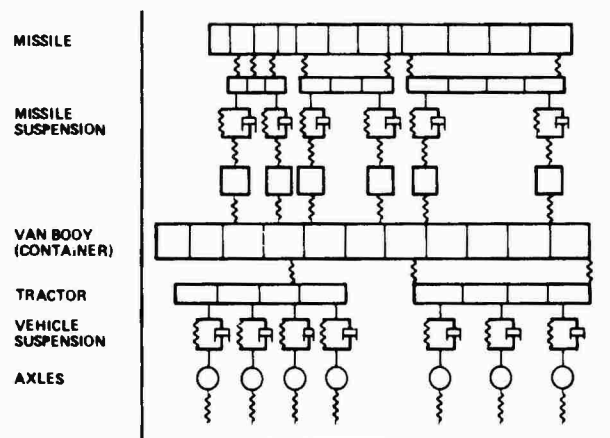 MISSILE
MISSILE
SUSPENSION
VAN BODY
(CONTAINER)
TRACTOR
VEHICLE
SUSPENSION
AXLES